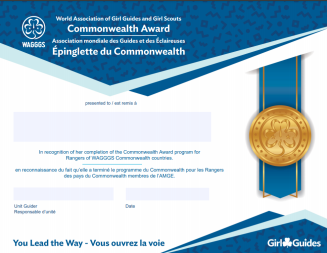 World Association of Girl Guides and Girl Scouts
Commonwealth Award
Association mondiale des Guides et des Éclaireuses
Épinglette du Commonwealth
WAGGGS
presented to / est remis à
In recognition of her completion of the Commonwealth Award program for
Rangers of WAGGGS Commonwealth countries.
en reconnaissance du fait qu'elle a terminé le programme du Commonwealth pour les Rangers
des pays du Commonwealth membres de l'AMGE.
Unit Guider
Responsable d'unité
Date
You Lead the Way - Vous ouvrez la voie
Girl Guides